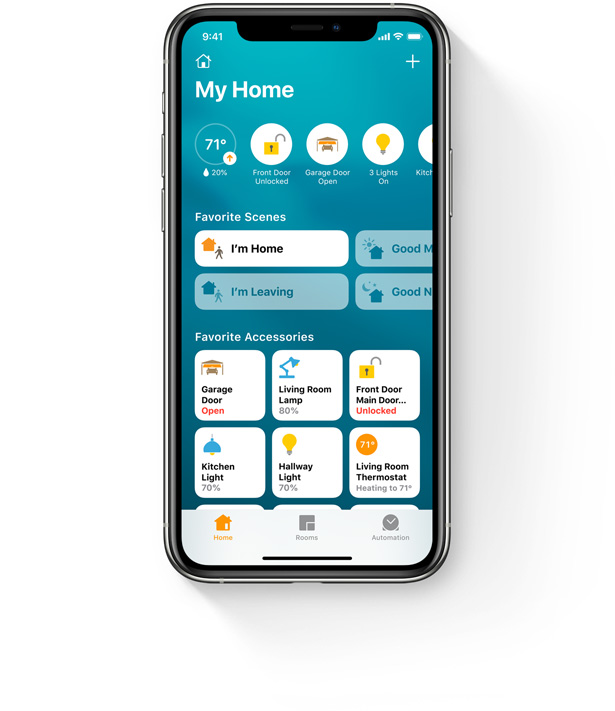 9:41
My Home
71°
20%
Front Door
Unlocked
Garage Door
Open
3 Lights
On
Kitch
Favorite Scenes
I'm Home
Good M
I'm Leaving
Good N
Favorite Accessories
Garage
Door
Open
Living Room
Lamp
80%
Front Door
Main Door...
Unlocked
Kitchen
Light
70%
Hallway
Light
70%
71°
Living Room
Thermostat
Heating to 71°
Home
Rooms
Automation